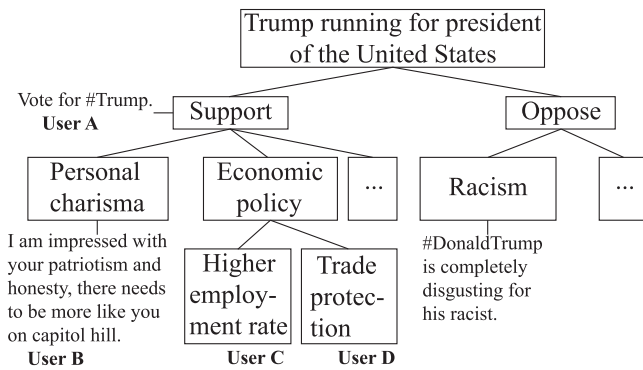 Trump running for president
of the United States
Vote for #Trump.
User A
Support
Oppose
Personal
charisma
Economic
policy
...
Racism
...
I am impressed with
your patriotism and
honesty, there needs
to be more like you
on capitol hill.
User B
Higher
employ-
ment rate
User C
Trade
protec-
tion
User D
#DonaldTrump
is completely
disgusting for
his racist.